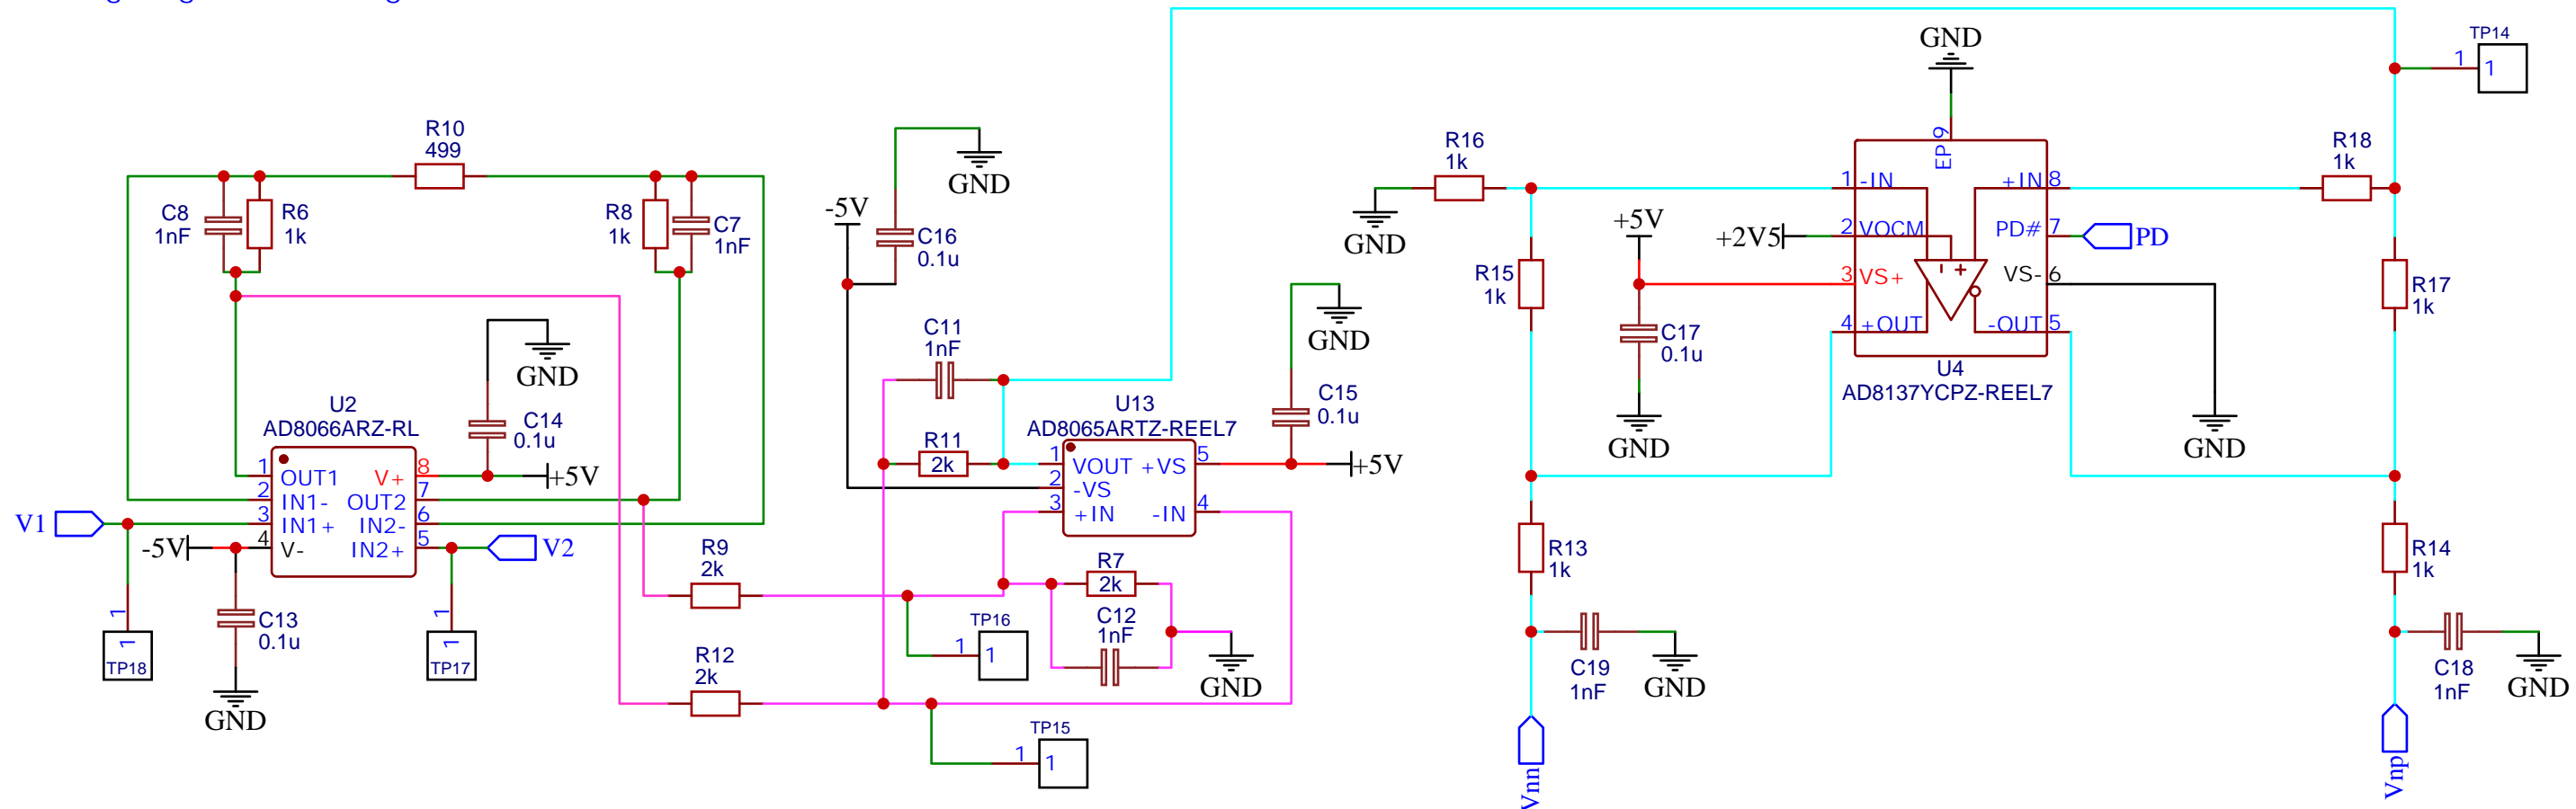 GND
TP14
1
1
R10
499
C8
1nF
R6
1k
R8
1k
C7
1nF
GND
-5V
C16
0.1u
R16
1k
GND
R15
1k
+5V
+2V5
EP 9
1 -IN
+IN 8
2 VOCM
PD# 7
PD
3 VS+
VS- 6
4 +OUT
-OUT 5
- +
U4
AD8137YCPZ-REEL7
C17
0.1u
GND
GND
R18
1k
R17
1k
GND
C14
0.1u
U2
AD8066ARZ-RL
1 OUT1
V+ 8
+5V
2 IN1-
OUT2 7
V1
3 IN1+
IN2- 6
-5V
4 V-
IN2+ 5
V2
1
1
TP18
C13
0.1u
GND
1
1
TP17
C11
1nF
R11
2k
U13
AD8065ARTZ-REEL7
1 VOUT
+VS 5
+5V
2 -VS
3 +IN
-IN 4
GND
C15
0.1u
R9
2k
R7
2k
C12
1nF
GND
TP16
1
1
R12
2k
TP15
1
1
R13
1k
C19
1nF
GND
Vnn
R14
1k
C18
1nF
GND
Vnp